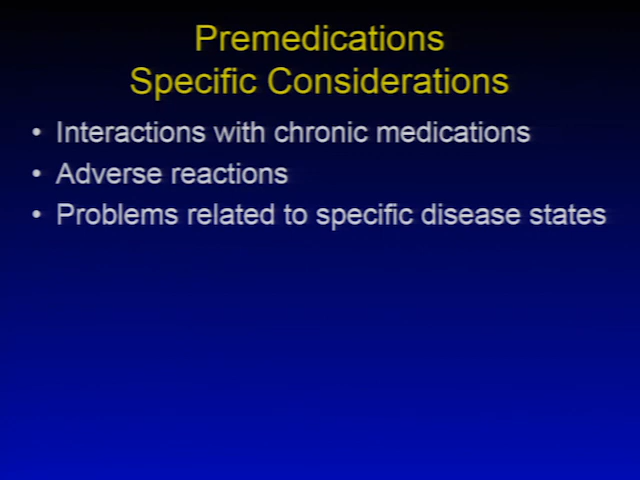 Premedications
Specific Considerations
• Interactions with chronic medications
• Adverse reactions
• Problems related to specific disease states